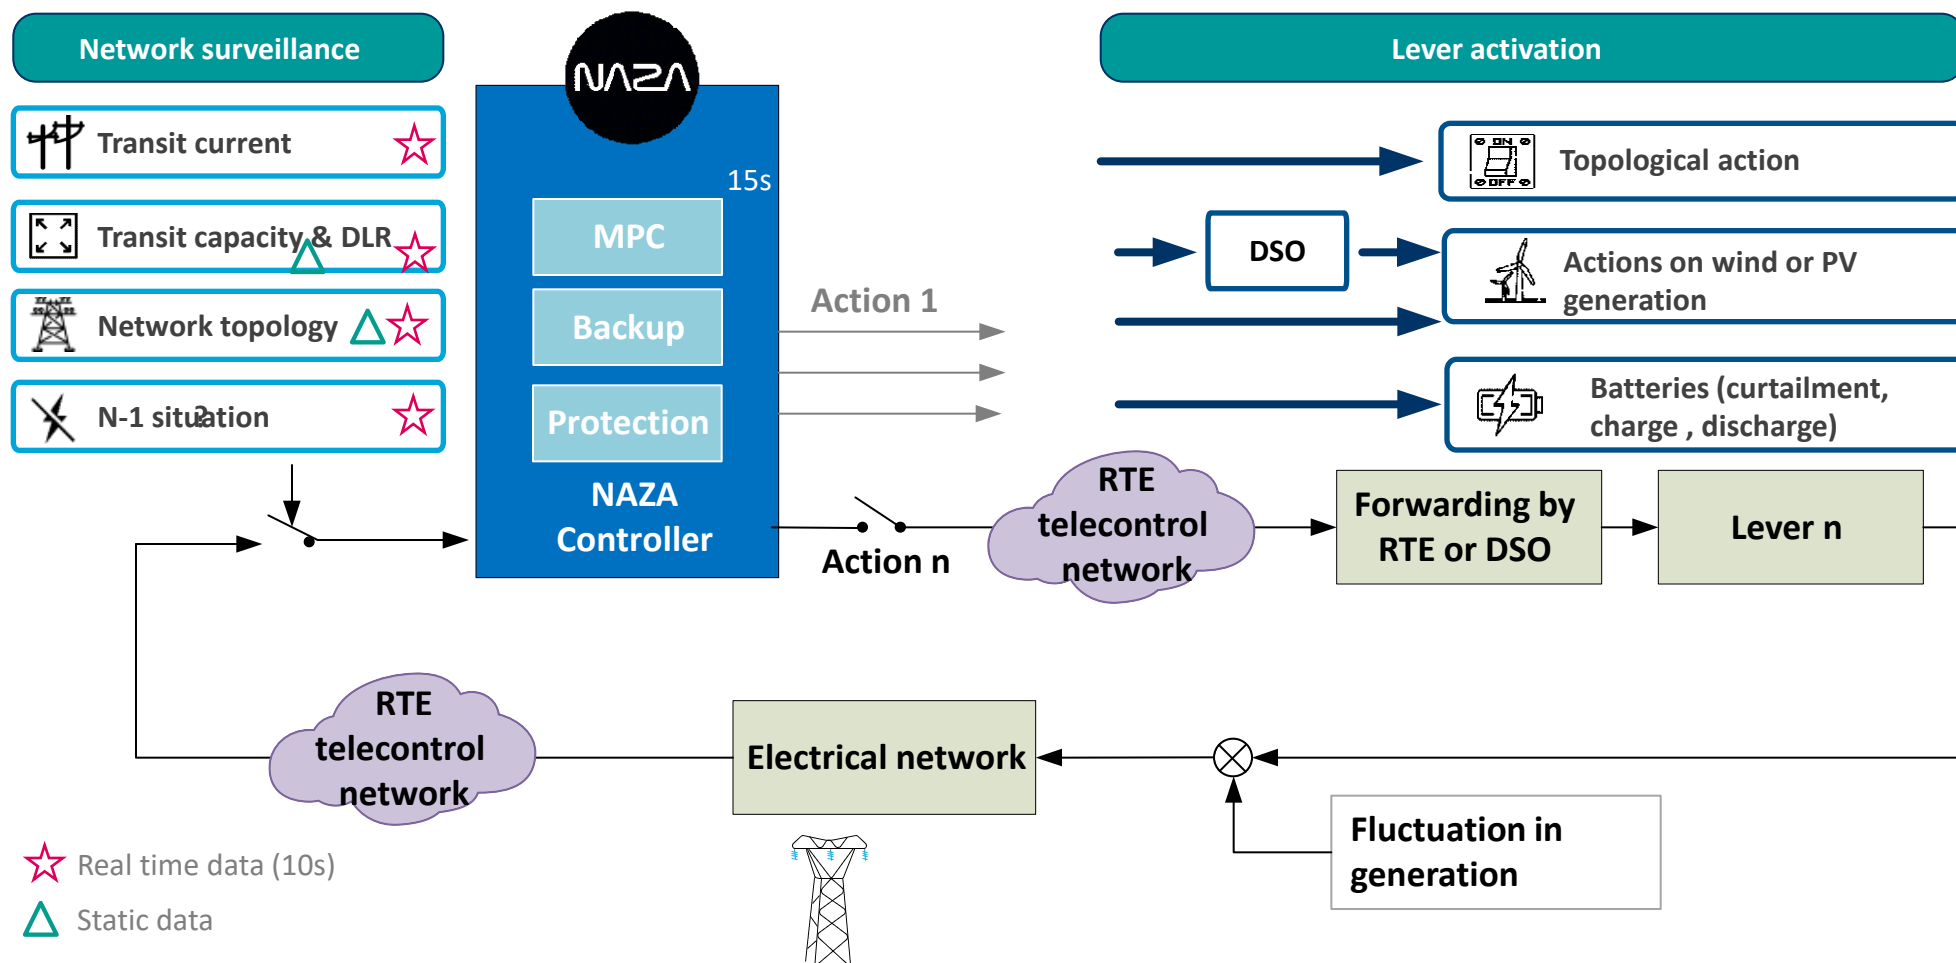 Network surveillance
Transit current
Transit capacity & DLR
Network topology
N-1 situation
?
NAZA
15s
MPC
Backup
Protection
NAZA
Controller
Action 1
Action n
Lever activation
ON
OFF
Topological action
DSO
Actions on wind or PV
generation
Batteries (curtailment,
charge , discharge)
RTE
telecontrol
network
Forwarding by
RTE or DSO
Lever n
RTE
telecontrol
network
Electrical network
Fluctuation in
generation
Real time data (10s)
Static data